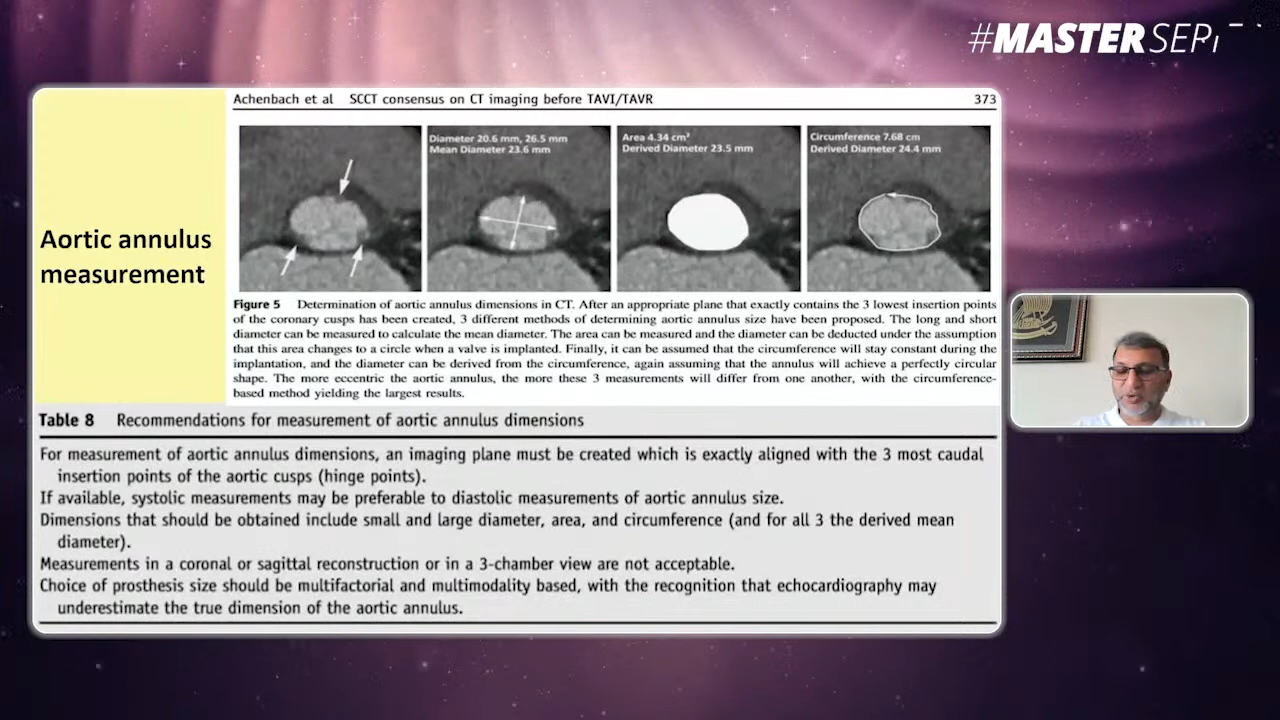 #MASTER SERI
Achenbach et al SCCT consensus on CT imaging before TAVI/TAVR 373
Aortic annulus
measurement
Diameter 20.6 mm, 26.5 mm
Mean Diameter 23.6 mm
Area 4.34 cm²
Derived Diameter 23.5 mm
Circumference 7.68 cm
Derived Diameter 24.4 mm
Figure 5 Determination of aortic annulus dimensions in CT. After an appropriate plane that exactly contains the 3 lowest insertion points
of the coronary cusps has been created, 3 different methods of determining aortic annulus size have been proposed. The long and short
diameter can be measured to calculate the mean diameter. The area can be measured and the diameter can be deducted under the assumption
that this area changes to a circle when a valve is implanted. Finally, it can be assumed that the circumference will stay constant during the
implantation, and the diameter can be derived from the circumference, again assuming that the annulus will achieve a perfectly circular
shape. The more eccentric the aortic annulus, the more these 3 measurements will differ from one another, with the circumference-
based method yielding the largest results.
Table 8 Recommendations for measurement of aortic annulus dimensions
For measurement of aortic annulus dimensions, an imaging plane must be created which is exactly aligned with the 3 most caudal
insertion points of the aortic cusps (hinge points).
If available, systolic measurements may be preferable to diastolic measurements of aortic annulus size.
Dimensions that should be obtained include small and large diameter, area, and circumference (and for all 3 the derived mean
diameter).
Measurements in a coronal or sagittal reconstruction or in a 3-chamber view are not acceptable.
Choice of prosthesis size should be multifactorial and multimodality based, with the recognition that echocardiography may
underestimate the true dimension of the aortic annulus.